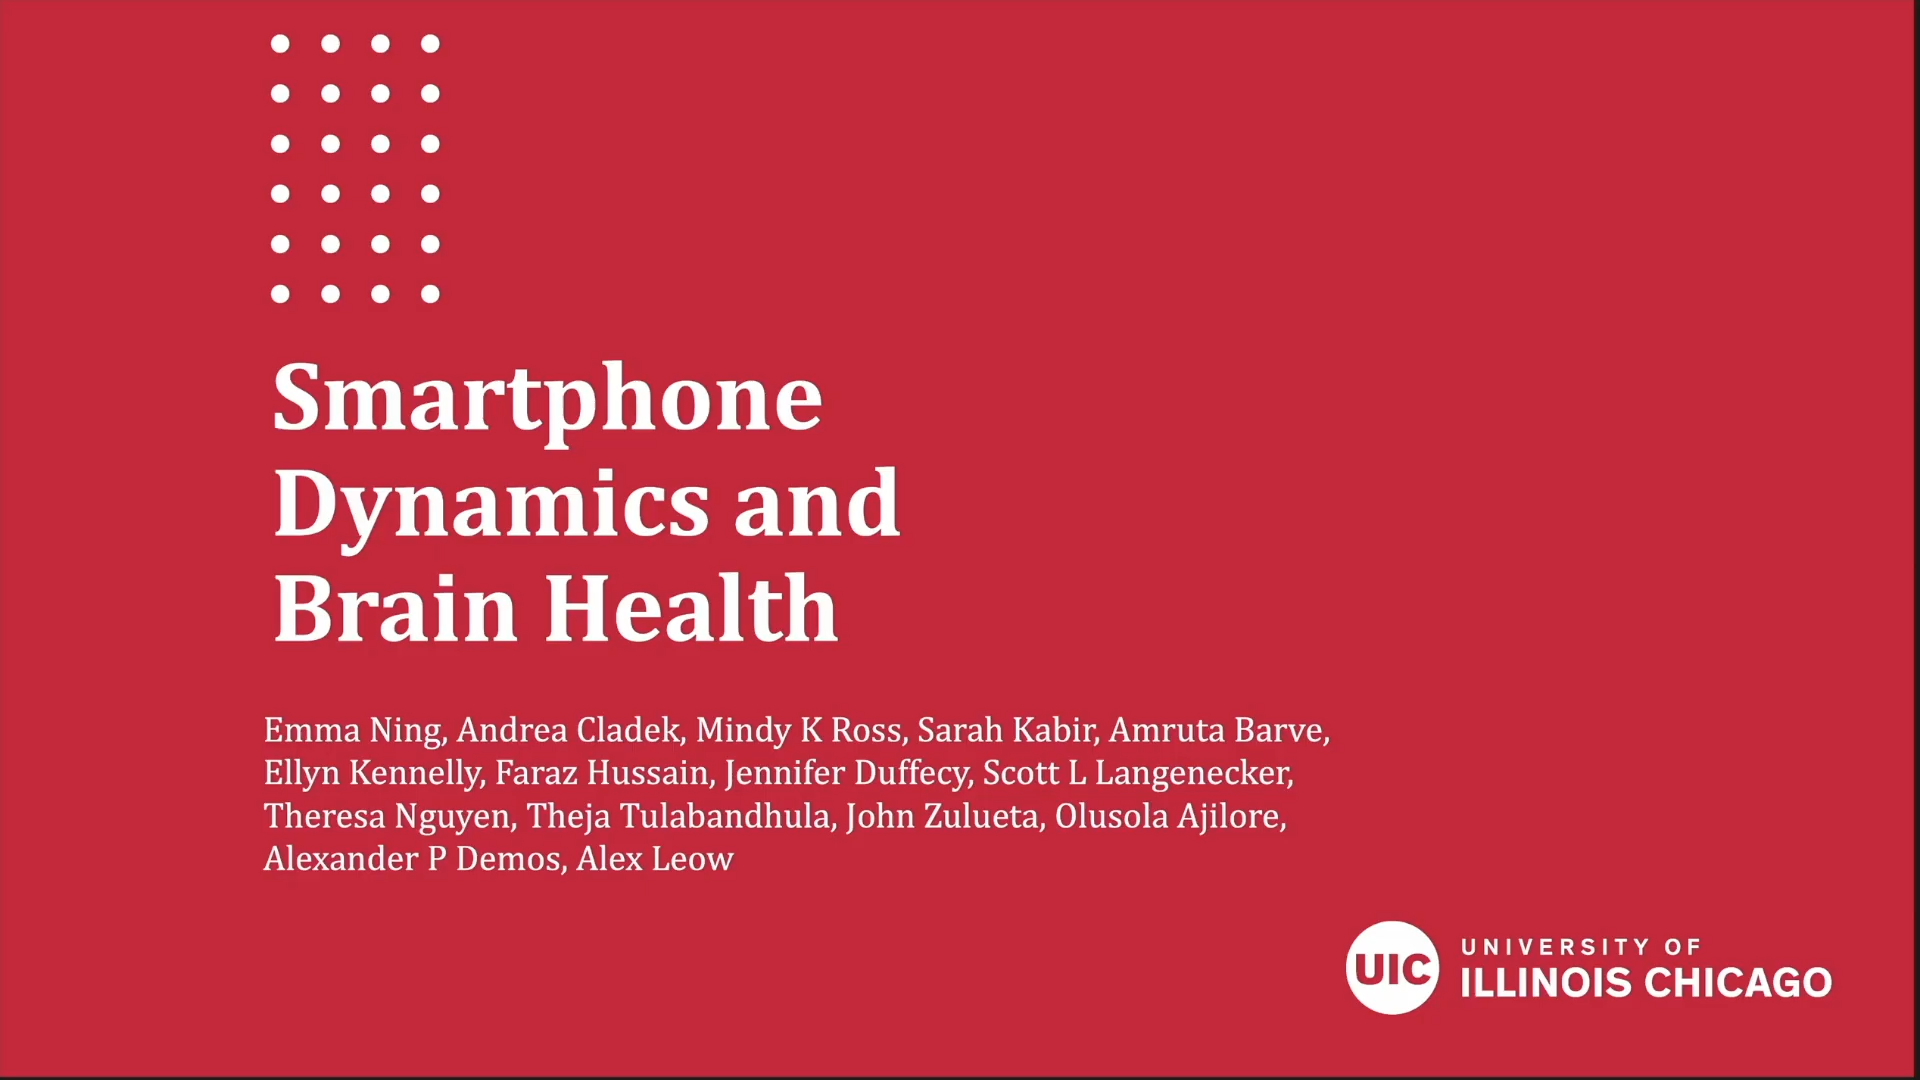 Smartphone
Dynamics and
Brain Health
Emma Ning, Andrea Cladek, Mindy K Ross, Sarah Kabir, Amruta Barve,
Ellyn Kennelly, Faraz Hussain, Jennifer Duffecy, Scott L Langenecker,
Theresa Nguyen, Theja Tulabandhula, John Zulueta, Olusola Ajilore,
Alexander P Demos, Alex Leow
UIC
UNIVERSITY OF
ILLINOIS CHICAGO